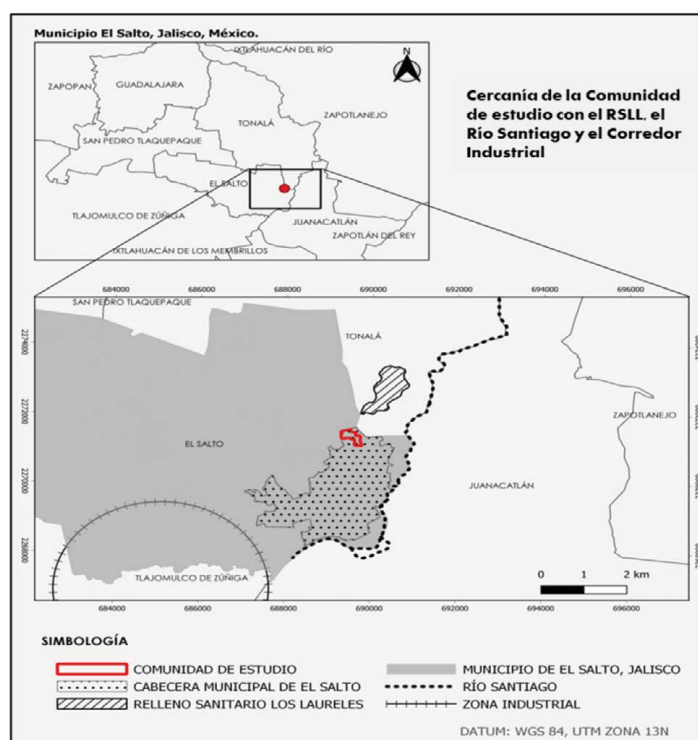 Municipio El Salto, Jalisco, México.
IXTLAHUACÁN DEL RÍO
N
ZAPOPAN
GUADALAJARA
ZAPOTLANEJO
TONALÁ
SAN PEDRO TLAQUEPAQUE
EL SALTO
TLAJOMULCO DE ZÚÑIGA
JUANACATLÁN
ZAPOTLÁN DEL REY
IXTLAHUACÁN DE LOS MEMBRILLOS
Cercanía de la Comunidad
de estudio con el RSLL, el
Río Santiago y el Corredor
Industrial
684000 686000 688000 690000 692000 694000 696000
SAN PEDRO TLAQUEPAQUE
TONALÁ
2274000
2272000
ZAPOTLANEJO
EL SALTO
2270000
JUANACATLÁN
2268000
TLAJOMULCO DE ZÚÑIGA
0 1 2 km
684000 686000 688000 690000 692000 694000 696000
SIMBOLOGÍA
COMUNIDAD DE ESTUDIO
MUNICIPIO DE EL SALTO, JALISCO
CABECERA MUNICIPAL DE EL SALTO
RÍO SANTIAGO
RELLENO SANITARIO LOS LAURELES
ZONA INDUSTRIAL
DATUM: WGS 84, UTM ZONA 13N